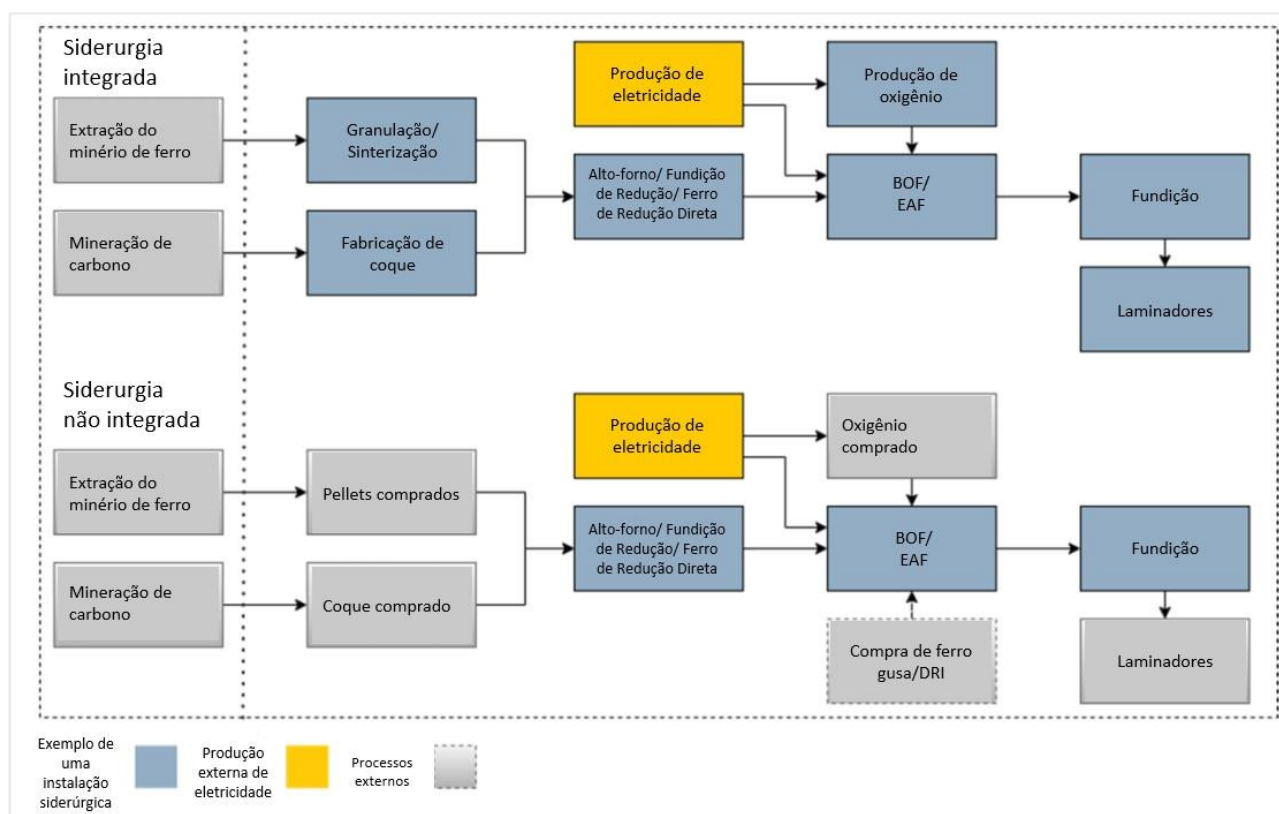 Siderurgia
integrada
Extração do
minério de ferro
Mineração de
carbono
Granulação/
Sinterização
Fabricação de
coque
Produção de
eletricidade
Alto-forno/ Fundição
de Redução/ Ferro
de Redução Direta
Produção de
oxigênio
BOF/
EAF
Fundição
Laminadores
Siderurgia
não integrada
Extração do
minério de ferro
Mineração de
carbono
Pellets comprados
Coque comprado
Produção de
eletricidade
Alto-forno/ Fundição
de Redução/ Ferro
de Redução Direta
Oxigênio
comprado
BOF/
EAF
Compra de ferro
gusa/DRI
Fundição
Laminadores
Exemplo de
uma
instalação
siderúrgica
Produção
externa de
eletricidade
Processos
externos